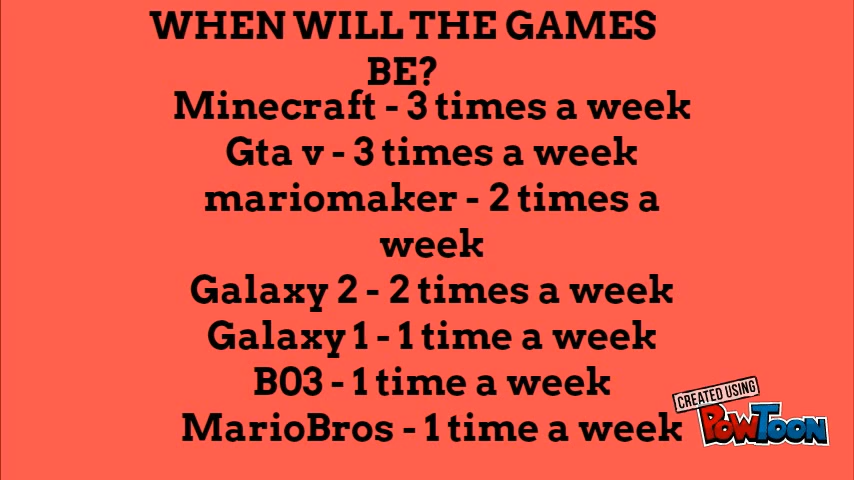 WHEN WILL THE GAMES
BE?
Minecraft - 3 times a week
Gta v - 3 times a week
mariomaker - 2 times a
week
Galaxy 2 - 2 times a week
Galaxy 1 - 1 time a week
B03 - 1 time a week
MarioBros - 1 time a week
CREATED USING
POWTOON